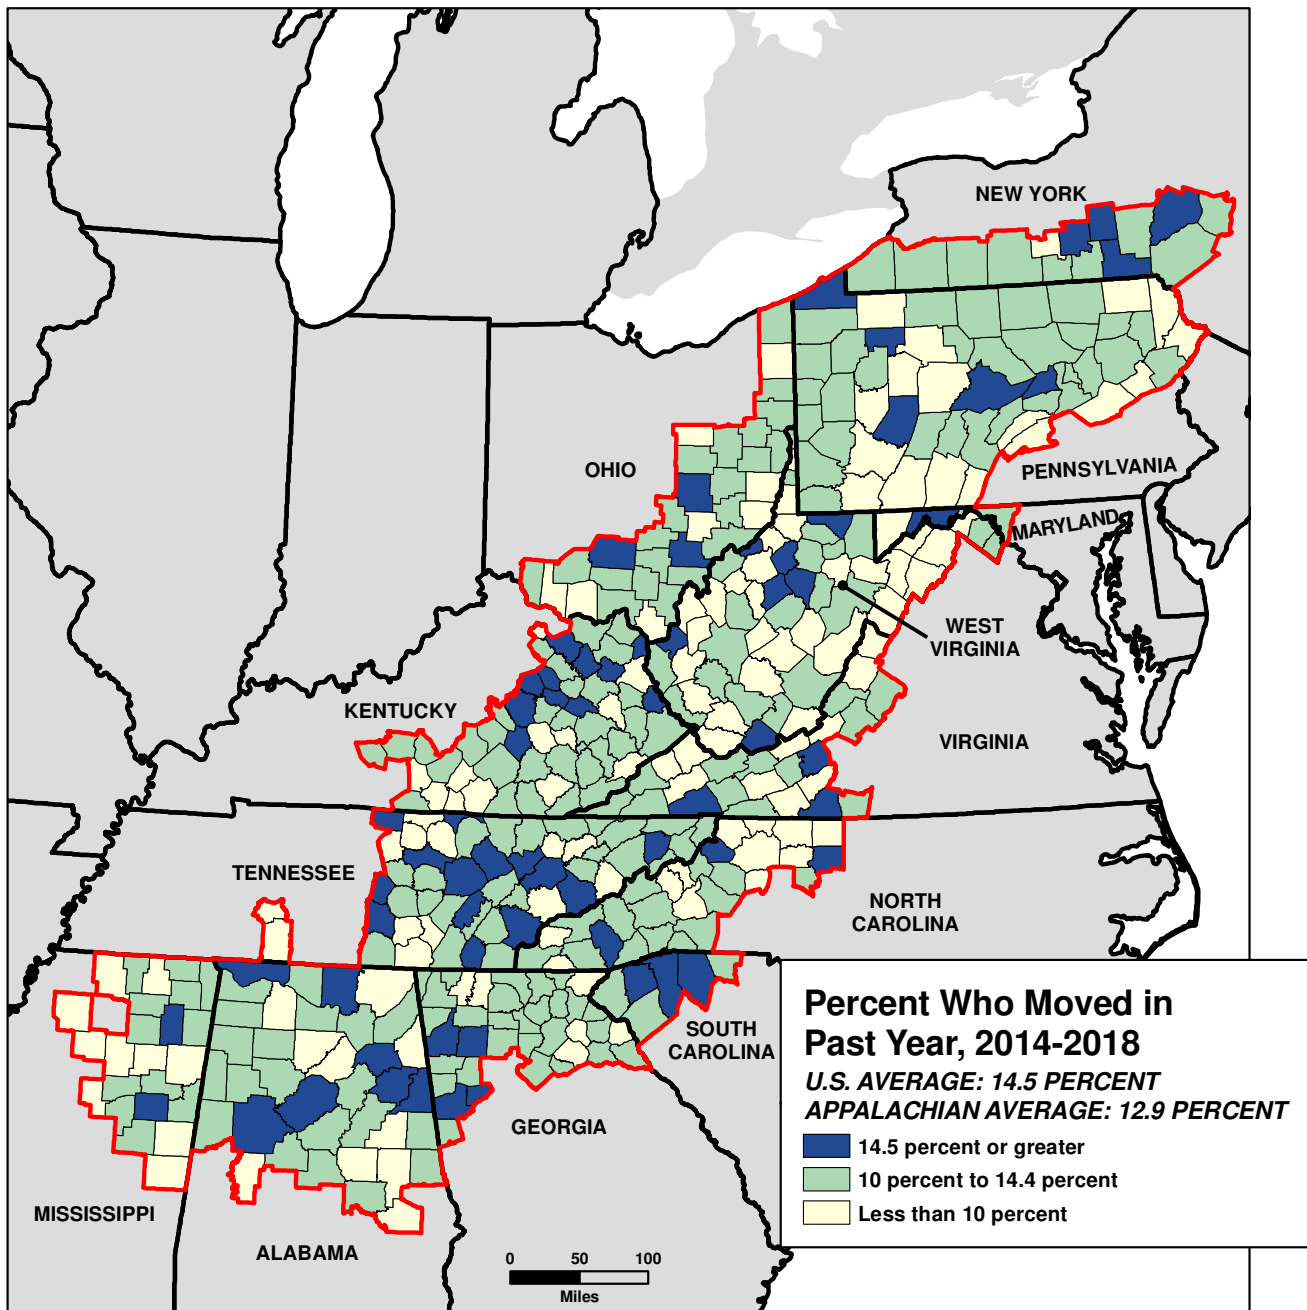 NEW YORK
OHIO
PENNSYLVANIA
MARYLAND
WEST
VIRGINIA
KENTUCKY
VIRGINIA
TENNESSEE
NORTH
CAROLINA
SOUTH
CAROLINA
GEORGIA
MISSISSIPPI
ALABAMA
Percent Who Moved in
Past Year, 2014-2018
U.S. AVERAGE: 14.5 PERCENT
APPALACHIAN AVERAGE: 12.9 PERCENT
14.5 percent or greater
10 percent to 14.4 percent
Less than 10 percent
0 50 100
Miles